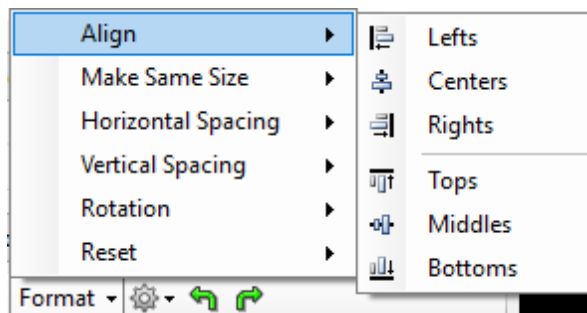 Align
Make Same Size
Horizontal Spacing
Vertical Spacing
Rotation
Reset
Format
Lefts
Centers
Rights
Tops
Middles
Bottoms